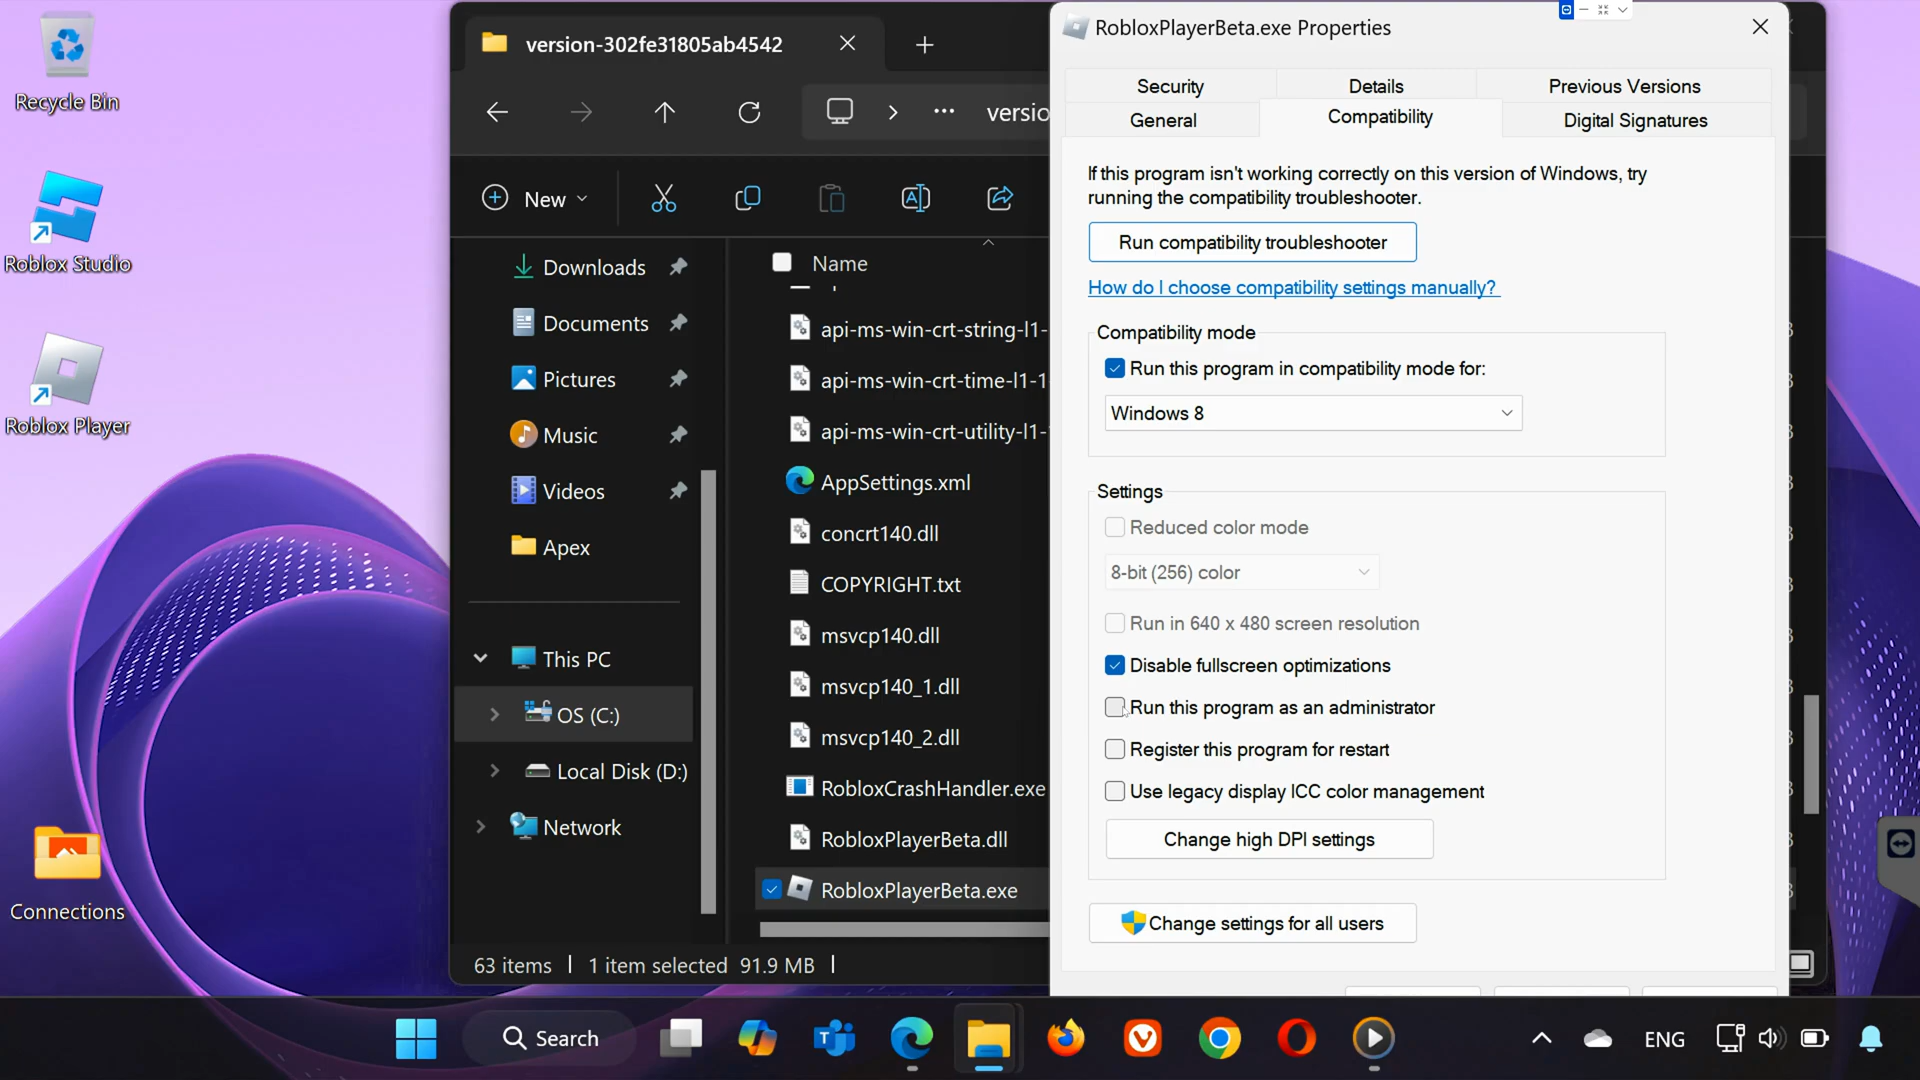 Recycle Bin
Roblox Studio
Roblox Player
Connections
version-302fe31805ab4542
versio
New
Downloads
Documents
Pictures
Music
Videos
Apex
This PC
OS (C:)
Local Disk (D:)
Network
Name
api-ms-win-crt-string-l1-
api-ms-win-crt-time-l1-1
api-ms-win-crt-utility-l1-
AppSettings.xml
concrt140.dll
COPYRIGHT.txt
msvcp140.dll
msvcp140_1.dll
msvcp140_2.dll
RobloxCrashHandler.exe
RobloxPlayerBeta.dll
RobloxPlayerBeta.exe
63 items
1 item selected 91.9 MB
RobloxPlayerBeta.exe Properties
Security
Details
Previous Versions
General
Compatibility
Digital Signatures
If this program isn't working correctly on this version of Windows, try
running the compatibility troubleshooter.
Run compatibility troubleshooter
How do I choose compatibility settings manually?
Compatibility mode
Run this program in compatibility mode for:
Windows 8
Settings
Reduced color mode
8-bit (256) color
Run in 640 x 480 screen resolution
Disable fullscreen optimizations
Run this program as an administrator
Register this program for restart
Use legacy display ICC color management
Change high DPI settings
Change settings for all users
Search
ENG